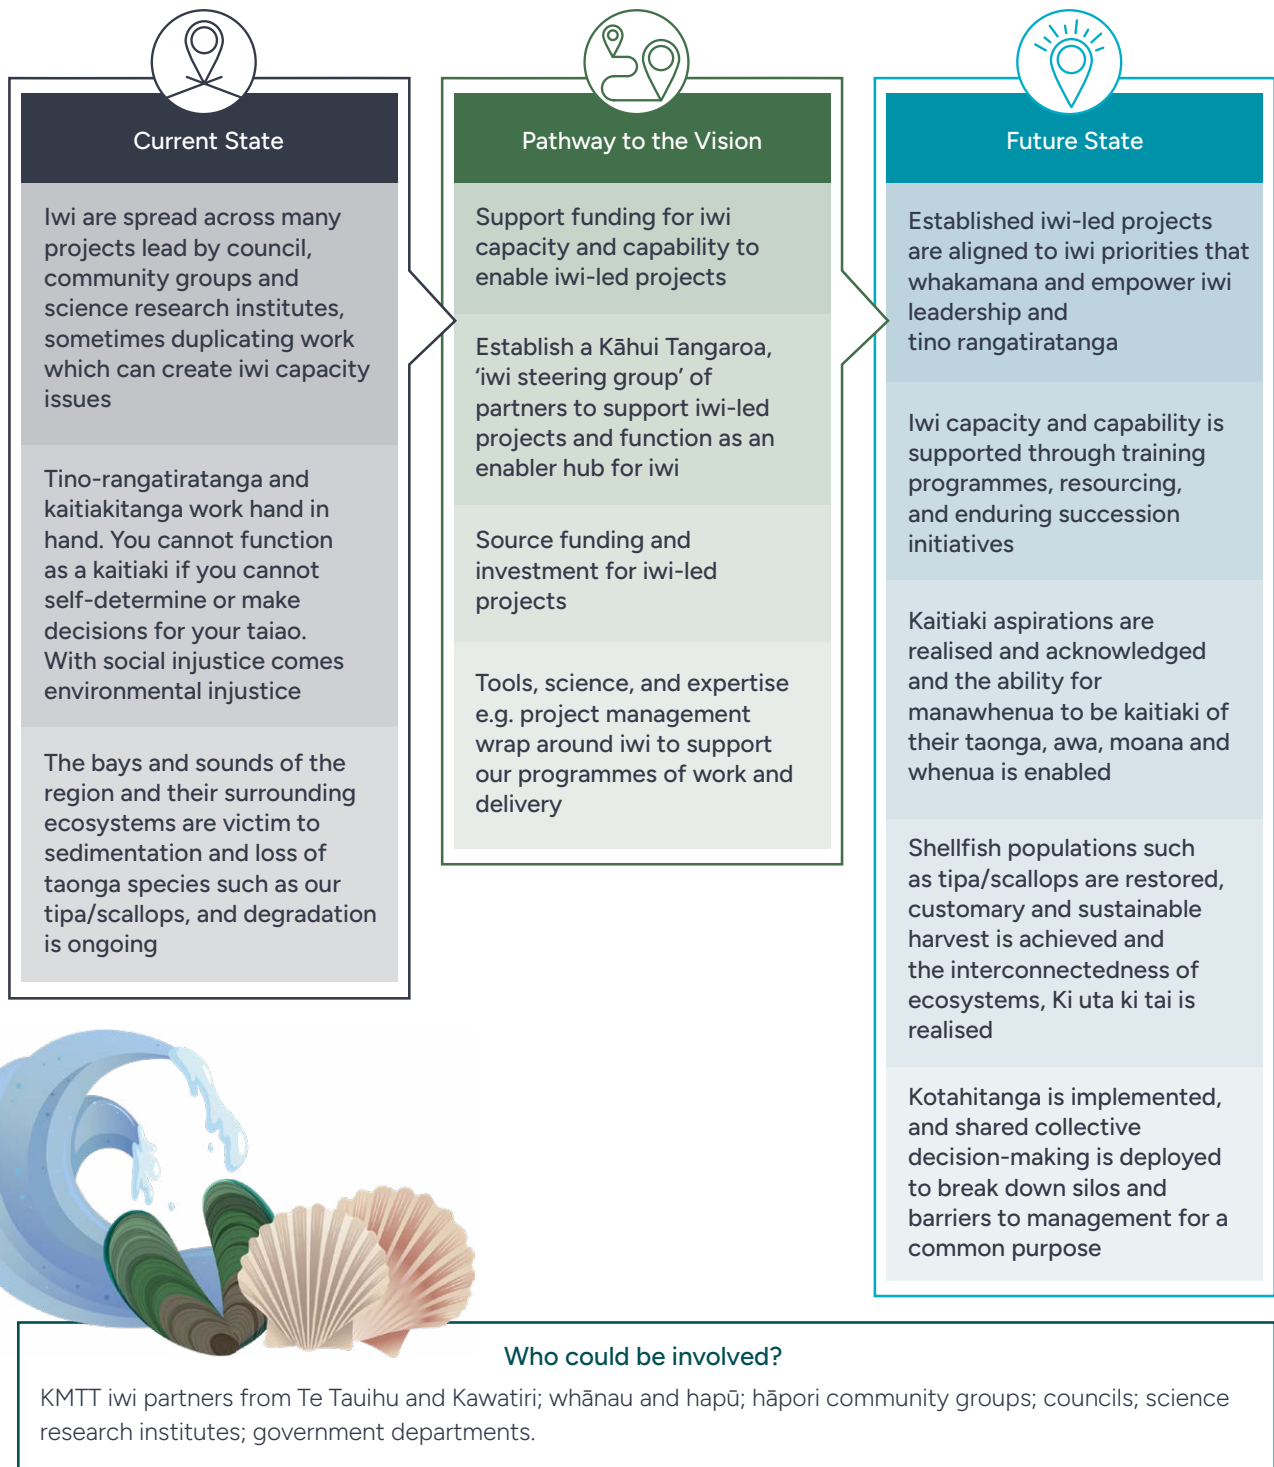 Current State
Iwi are spread across many
projects lead by council,
community groups and
science research institutes,
sometimes duplicating work
which can create iwi capacity
issues
Tino-rangatiratanga and
kaitiakitanga work hand in
hand. You cannot function
as a kaitiaki if you cannot
self-determine or make
decisions for your taiao.
With social injustice comes
environmental injustice
The bays and sounds of the
region and their surrounding
ecosystems are victim to
sedimentation and loss of
taonga species such as our
tipa/scallops, and degradation
is ongoing
Pathway to the Vision
Support funding for iwi
capacity and capability to
enable iwi-led projects
Establish a Kāhui Tangaroa,
‘iwi steering group’ of
partners to support iwi-led
projects and function as an
enabler hub for iwi
Source funding and
investment for iwi-led
projects
Tools, science, and expertise
e.g. project management
wrap around iwi to support
our programmes of work and
delivery
Future State
Established iwi-led projects
are aligned to iwi priorities that
whakamana and empower iwi
leadership and
tino rangatiratanga
Iwi capacity and capability is
supported through training
programmes, resourcing,
and enduring succession
initiatives
Kaitiaki aspirations are
realised and acknowledged
and the ability for
manawhenua to be kaitiaki of
their taonga, awa, moana and
whenua is enabled
Shellfish populations such
as tipa/scallops are restored,
customary and sustainable
harvest is achieved and
the interconnectedness of
ecosystems, Ki uta ki tai is
realised
Kotahitanga is implemented,
and shared collective
decision-making is deployed
to break down silos and
barriers to management for a
common purpose
Who could be involved?
KMTT iwi partners from Te Tauihu and Kawatiri; whānau and hapū; hāpori community groups; councils; science
research institutes; government departments.